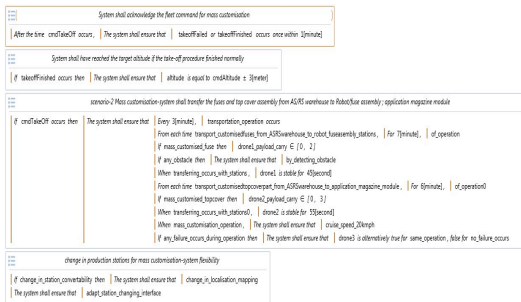 System shall acknowledge the fleet command for mass customisation
After the time cmdTakeOff occurs, The system shall ensure that takeoffFailed or takeoffFinished occurs once within 1[minute]
System shall have reached the target altitude if the take-off procedure finished normally
If takeoffFinished occurs then The system shall ensure that altitude is equal to cmdAltitude ± 3[meter]
scenario-2 Mass customisation-system shall transfer the fuses and top cover assembly from AS/RS warehouse to Robot/fuse assembly ; application magazine module
If cmdTakeOff occurs then The system shall ensure that Every 3[minute], transportation_operation occurs
From each time transport_customisedfuses_from_ASRSwarehouse_to_robot_fuseasembly_stations, For 7[minute], of_operation
If mass_customised_fuse then drone1_payload_carry ∈ [0, 2]
If any_obstacle then The system shall ensure that by_detecting_obstacle
When transferring_occurs_with_stations, drone1 is stable for 45[second]
From each time transport_customisedtopcoverpart_from_ASRSwarehouse_to_application_magazine_module, For 6[minute], of_operation0
If mass_customised_topcover then drone2_payload_carry ∈ [0, 3]
When transferring_occurs_with_stations0, drone2 is stable for 55[second]
When mass_customisation_operation, The system shall ensure that cruise_speed_20kmph
If any_failure_occurs_during_operation then The system shall ensure that drone3 is alternatively true for same_operation, false for no_failure_occurs
change in production stations for mass customisation-system flexibility
If change_in_station_convertability then The system shall ensure that change_in_localisation_mapping
The system shall ensure that adapt_station_changing_interface